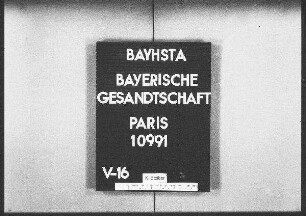 BAYHSTA
BAYERISCHE
GESANDTSCHAFT
PARIS
10991
V-16